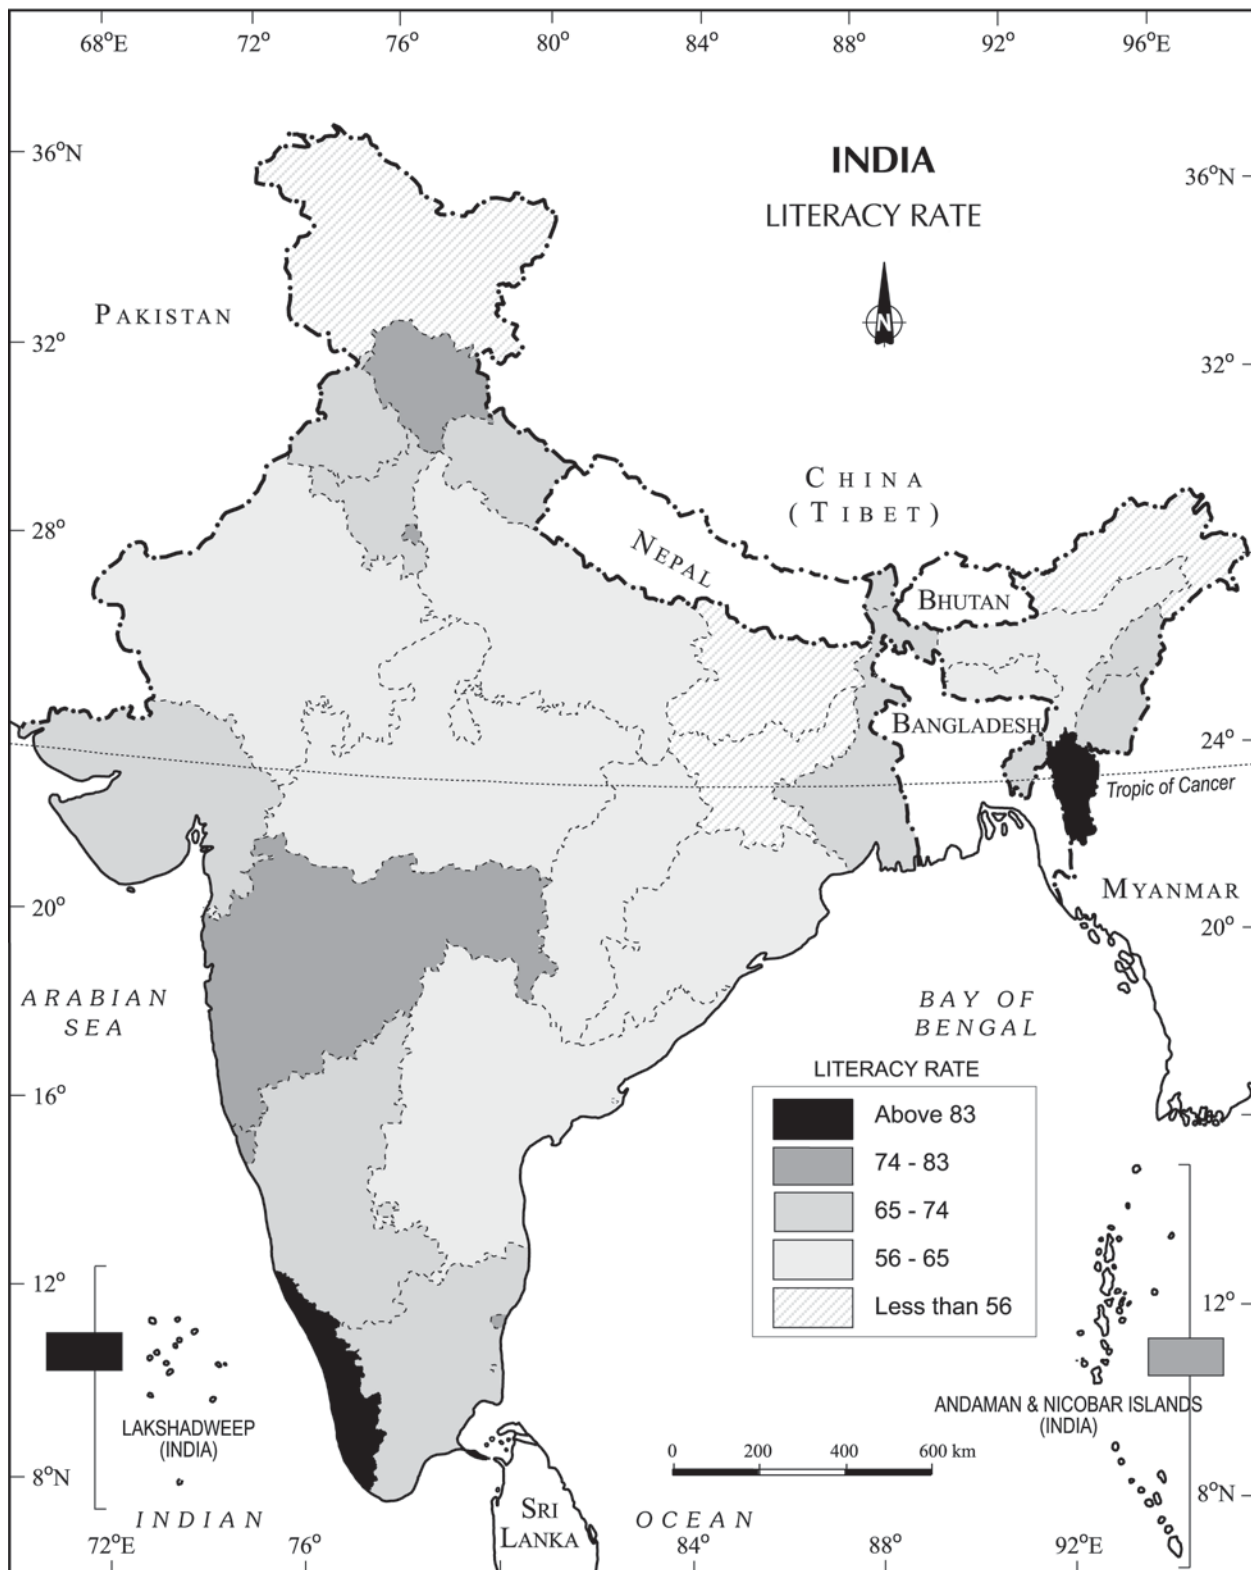 68°E 72° 76° 80° 84° 88° 92° 96°E
36°N
INDIA
36°N
LITERACY RATE
N
PAKISTAN
32°
32°
CHINA
(TIBET)
28°
28°
NEPAL
BHUTAN
BANGLADESH
24°
Tropic of Cancer
MYANMAR
20°
20°
ARABIAN
SEA
BAY OF
BENGAL
LITERACY RATE
16°
Above 83
74 - 83
65 - 74
56 - 65
Less than 56
12°
12°
LAKSHADWEEP
(INDIA)
ANDAMAN & NICOBAR ISLANDS
(INDIA)
0 200 400 600 km
8°N
8°N
INDIAN
SRI
LANKA
OCEAN
72°E 76° 84° 88° 92°E